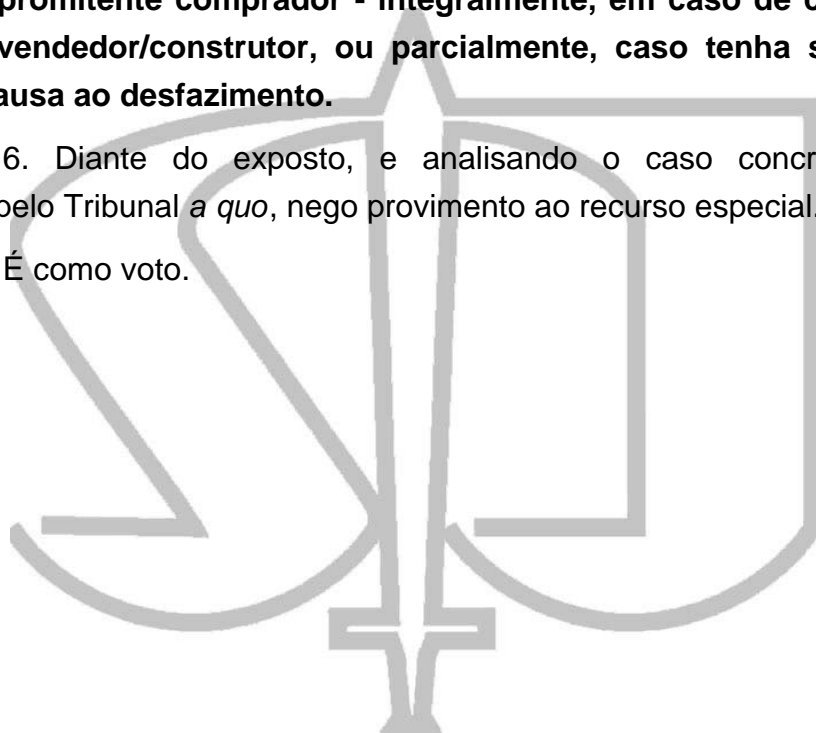 promitente comprador - integralmente, em caso de
vendedor/construtor, ou parcialmente, caso tenha
ausa ao desfazimento.
6. Diante do exposto, e analisando o caso concr
pelo Tribunal a quo, nego provimento ao recurso especial.
É como voto.